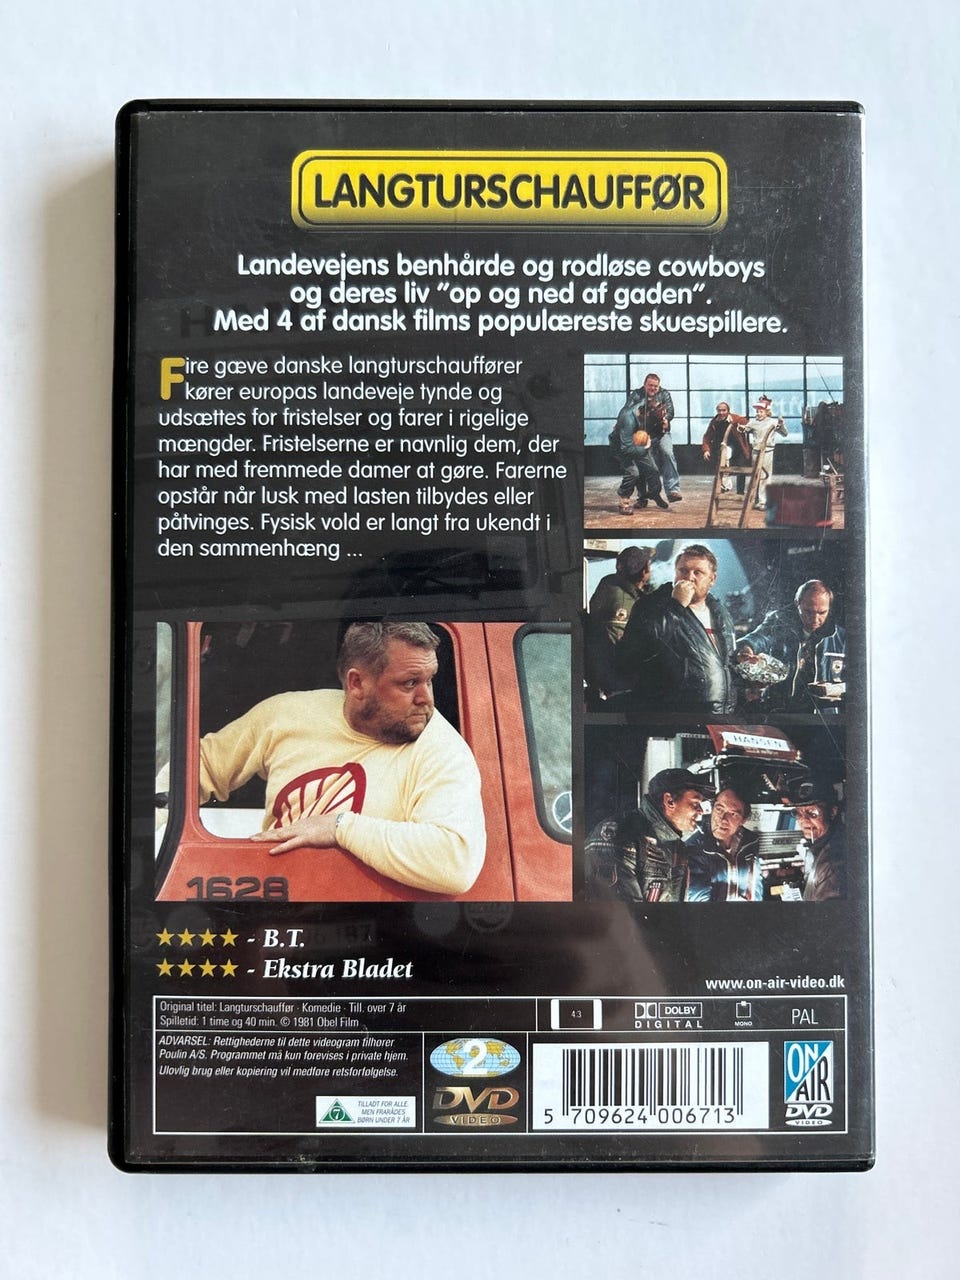 LANGTURSCHAUFFØR
Landevejens benhårde og rodløse cowboys
og deres liv ”op og ned af gaden”.
Med 4 af dansk films populæreste skuespillere.
Fire gæve danske langturschauffører
kører europas landeveje tynde og
udsættes for fristelser og farer i rigelige
mængder. Fristelserne er navnlig dem, der
har med fremmede damer at gøre. Farerne
opstår når lusk med lasten tilbydes eller
påtvinges. Fysisk vold er langt fra ukendt i
den sammenhæng ...
HANSEN
1628
★★★★ - B.T.
★★★★ - Ekstra Bladet
www.on-air-video.dk
Original titel: Langturschauffør · Komedie · Till. over 7 år
Spilletid: 1 time og 40 min. © 1981 Obel Film
4:3
DOLBY
DIGITAL
MONO
PAL
ADVARSEL: Rettighederne til dette videogram tilhører
Poulin A/S. Programmet må kun forevises i private hjem.
Ulovlig brug eller kopiering vil medføre retsforfølgelse.
7
TILLADT FOR ALLE
MEN FRARÅDES
BØRN UNDER 7 ÅR
2
DVD
VIDEO
5 709624 006713
ON
AIR
DVD
VIDEO